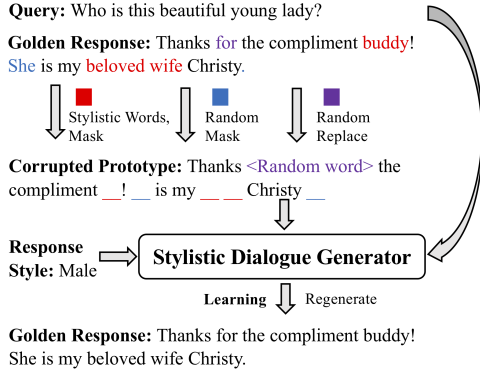 Query: Who is this beautiful young lady?
Golden Response: Thanks for the compliment buddy!
She is my beloved wife Christy.
Stylistic Words, Random Random
Mask Mask Replace
Corrupted Prototype: Thanks <Random word> the
compliment __! __ is my __ __ Christy __
Response
Style: Male
Stylistic Dialogue Generator
Learning Regenerate
Golden Response: Thanks for the compliment buddy!
She is my beloved wife Christy.